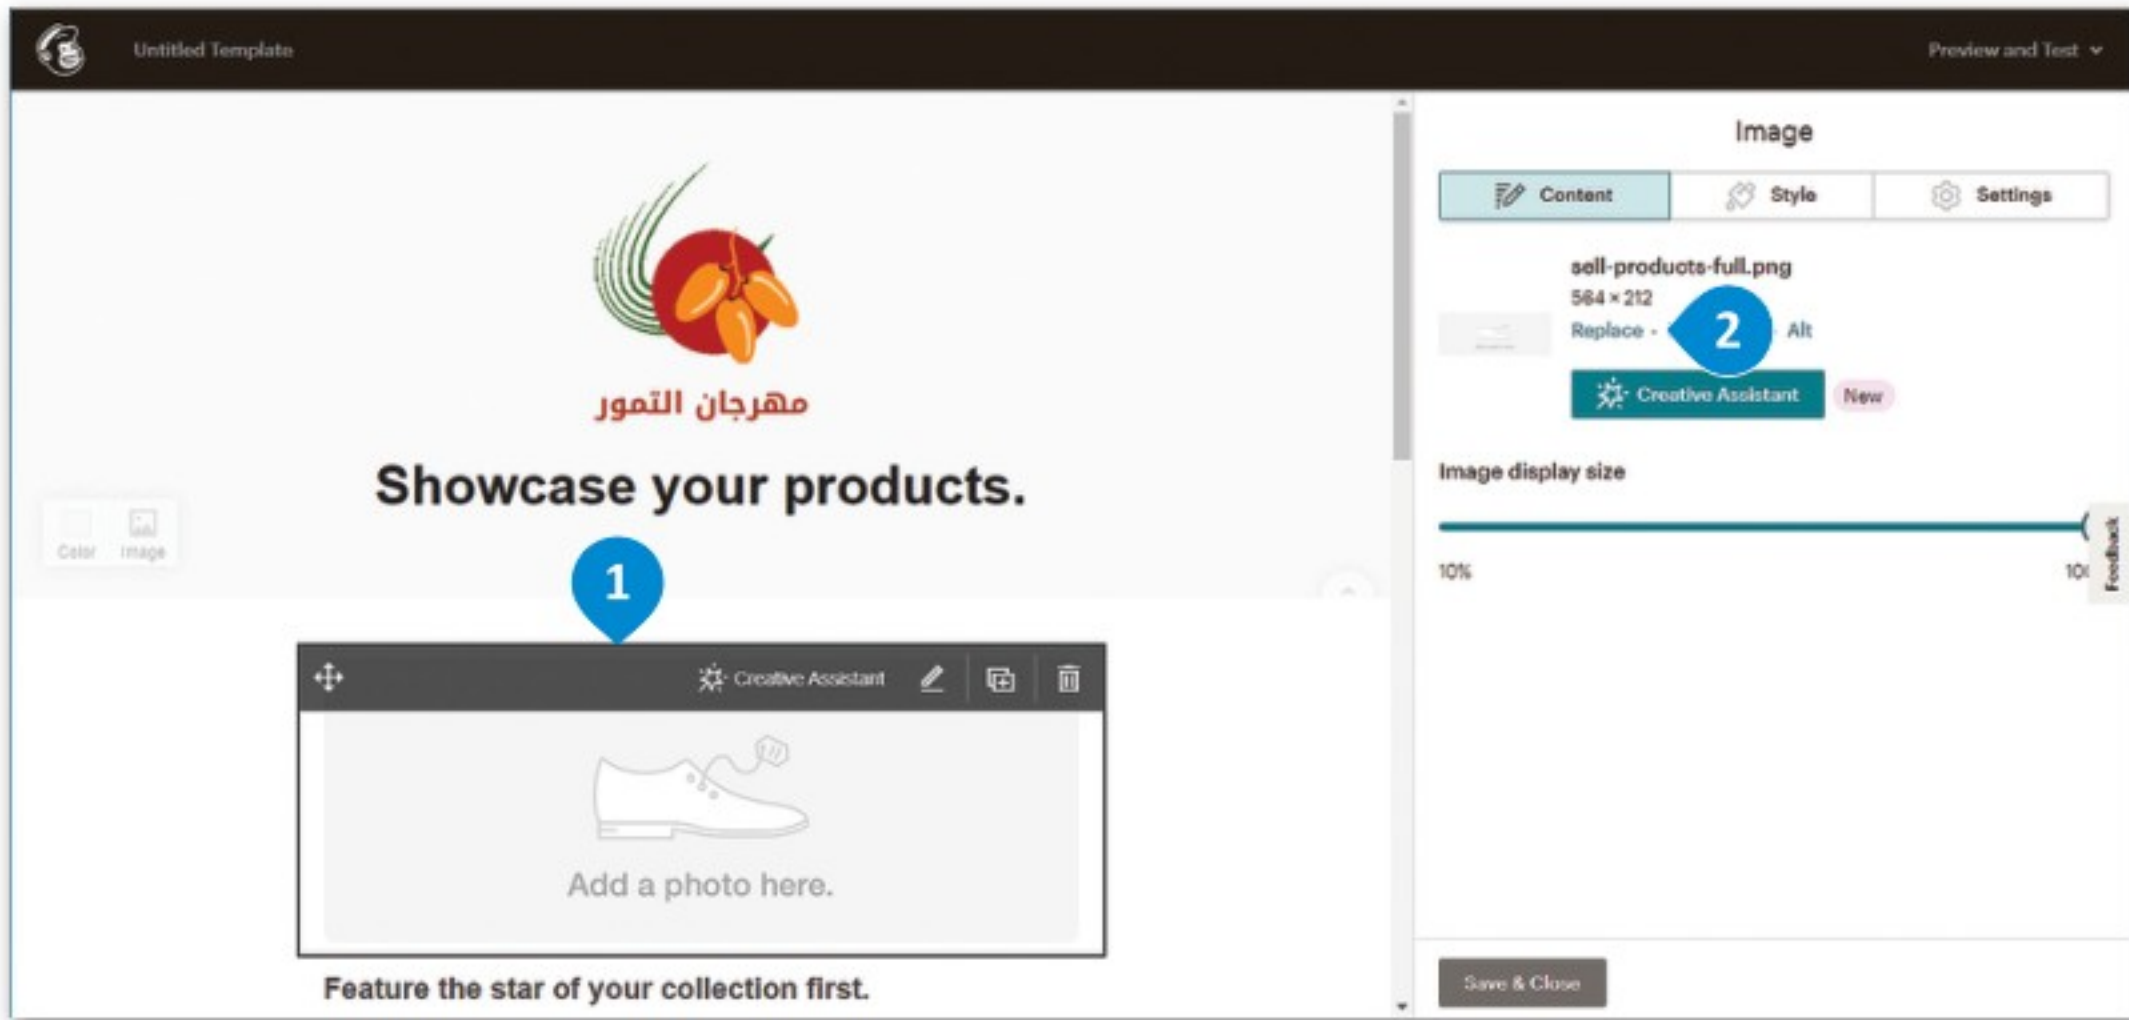 Untitled Template
Preview and Test
مهرجان التمور
Showcase your products.
Color
Image
1
Creative Assistant
Add a photo here.
Feature the star of your collection first.
Image
Content
Style
Settings
sell-products-full.png
564 × 212
Replace - 2 Alt
Creative Assistant
New
Image display size
10%
Feedback
Save & Close